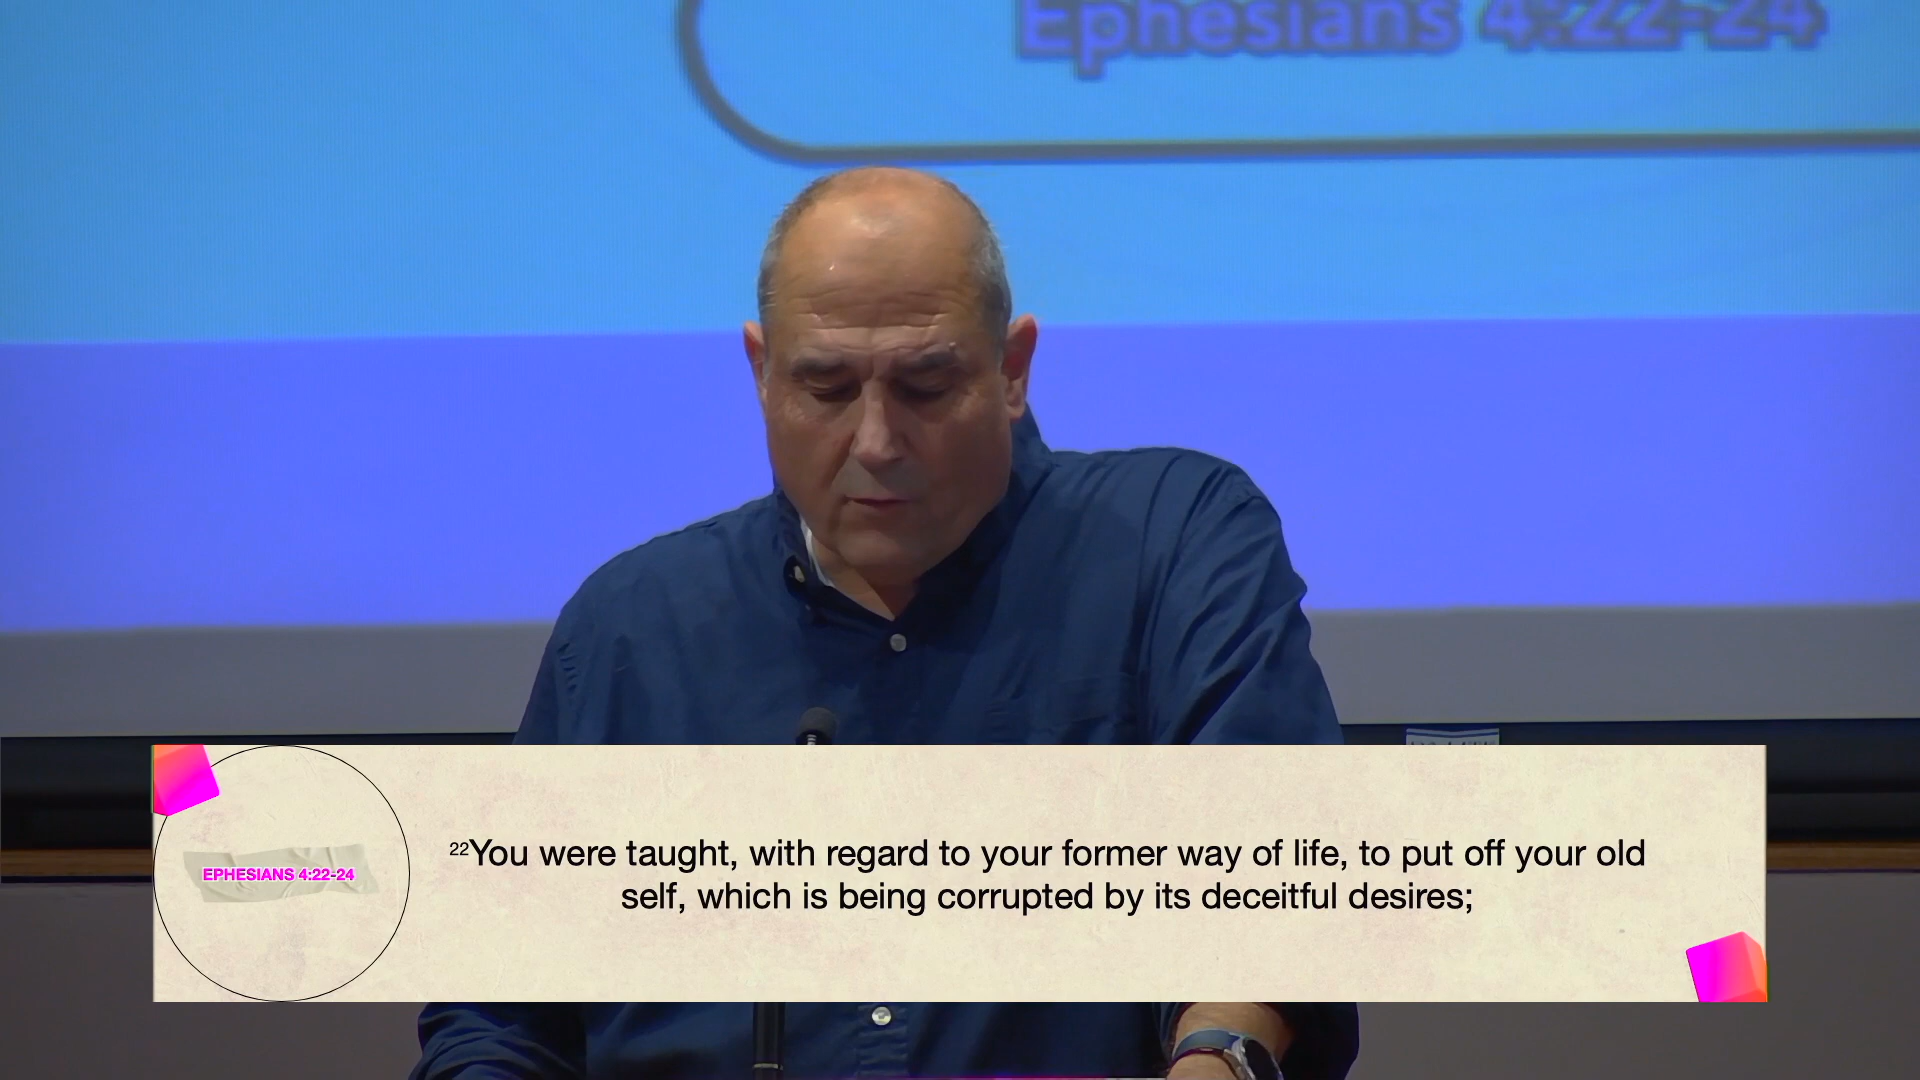 Ephesians 4:22-24
EPHESIANS 4:22-24
22You were taught, with regard to your former way of life, to put off your old
self, which is being corrupted by its deceitful desires;